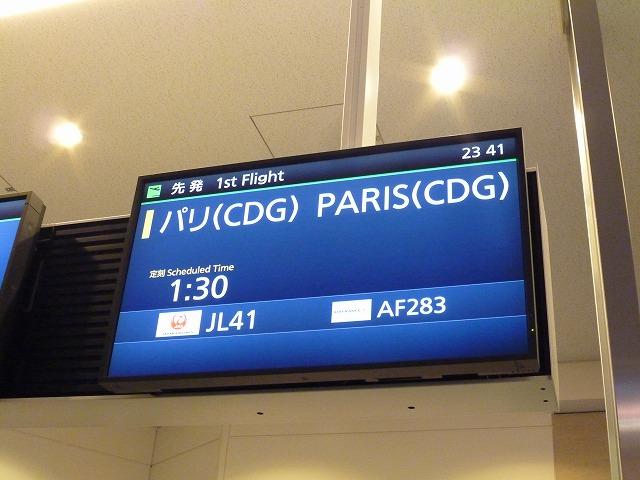 先発 1st Flight 23 41
パリ(CDG) PARIS(CDG)
定刻 Scheduled Time
1:30
JL41 AF283